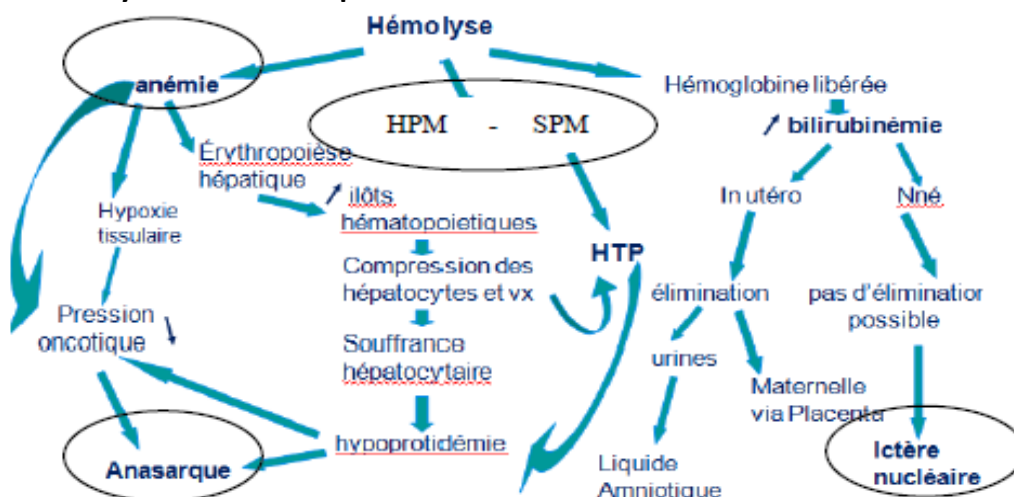 Hémolyse
anémie
HPM - SPM
Hémoglobine libérée
bilirubinémie
Érythropoièse
hépatique
ilôts
hématopoietiques
Hypoxie
tissulaire
In utéro
Nné
HTP
Compression des
hépatocytes et vx
élimination
pas d'éliminatior
possible
Pression
oncotique
Souffrance
hépatocytaire
urines
Maternelle
via Placenta
hypoprotidémie
Anasarque
Liquide
Amniotique
Ictère
nucléaire